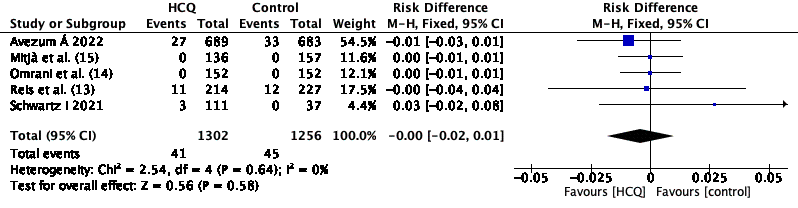 HCQ Control Risk Difference Risk Difference
Study or Subgroup Events Total Events Total Weight M-H, Fixed, 95% CI M-H, Fixed, 95% CI
Avezum Á 2022 27 689 33 683 54.5% -0.01 [-0.03, 0.01]
Mitjà et al. (15) 0 136 0 157 11.6% 0.00 [-0.01, 0.01]
Omrani et al. (14) 0 152 0 152 12.1% 0.00 [-0.01, 0.01]
Reis et al. (13) 11 214 12 227 17.5% -0.00 [-0.04, 0.04]
Schwartz I 2021 3 111 0 37 4.4% 0.03 [-0.02, 0.08]
Total (95% CI) 1302 1256 100.0% -0.00 [-0.02, 0.01]
Total events 41 45
Heterogeneity: Chi² = 2.54, df = 4 (P = 0.64); I² = 0%
Test for overall effect: Z = 0.56 (P = 0.58)
-0.05 -0.025 0 0.025 0.05
Favours [HCQ] Favours [control]